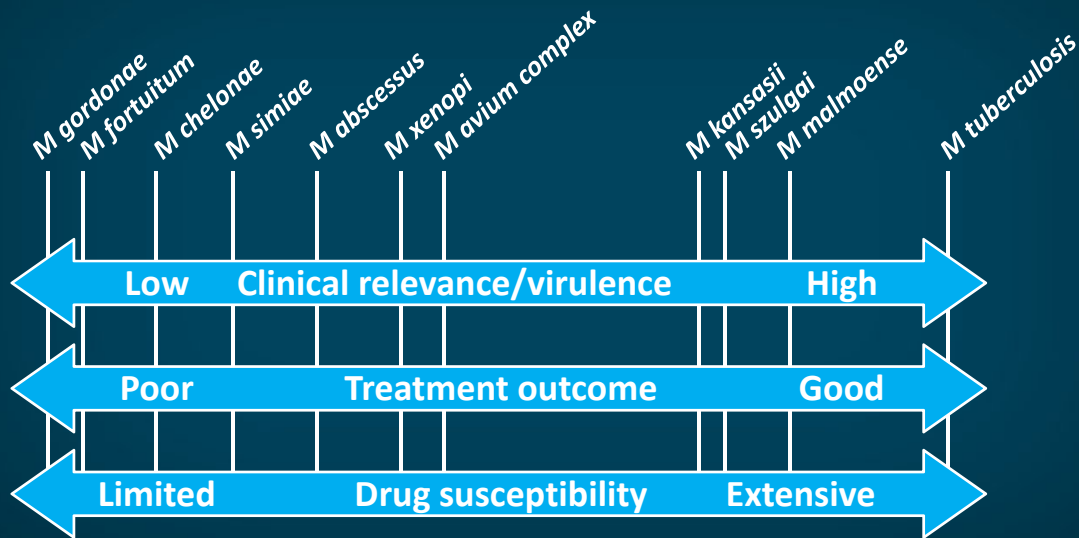 M gordonae
M fortuitum
M chelonae
M simiae
M abscessus
M xenopi
M avium complex
M kansasii
M szulgai
M malmoense
M tuberculosis
Low Clinical relevance/virulence High
Poor Treatment outcome Good
Limited Drug susceptibility Extensive